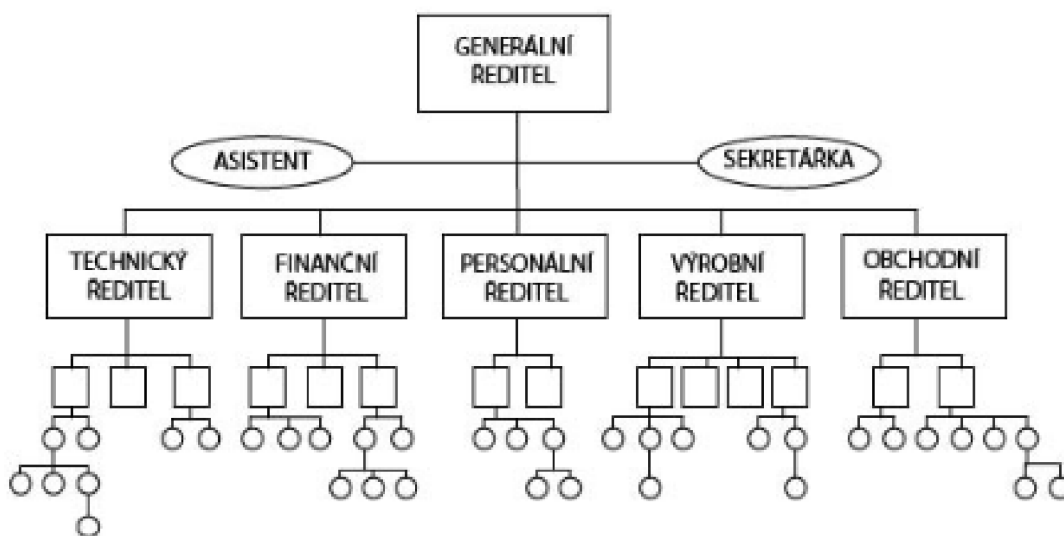 GENERÁLNÍ
ŘEDITEL
ASISTENT
SEKRETÁŘKA
TECHNICKÝ
ŘEDITEL
FINANČNÍ
ŘEDITEL
PERSONÁLNÍ
ŘEDITEL
VÝROBNÍ
ŘEDITEL
OBCHODNÍ
ŘEDITEL